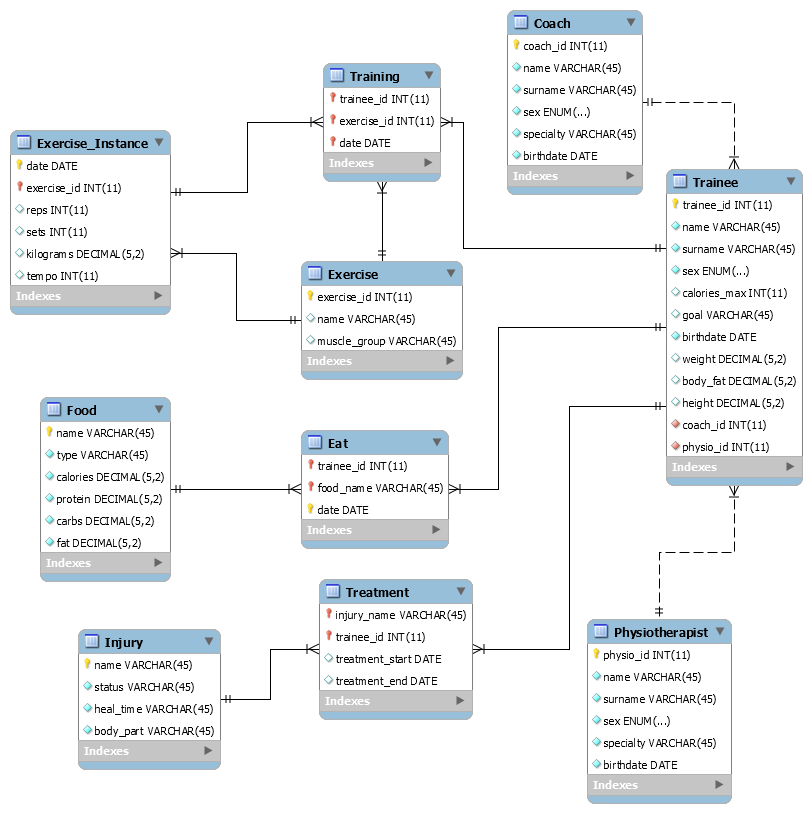 Coach
coach_id INT(11)
name VARCHAR(45)
surname VARCHAR(45)
sex ENUM(...)
specialty VARCHAR(45)
birthdate DATE
Indexes
Training
trainee_id INT(11)
exercise_id INT(11)
date DATE
Indexes
Exercise_Instance
date DATE
exercise_id INT(11)
reps INT(11)
sets INT(11)
kilograms DECIMAL(5,2)
tempo INT(11)
Indexes
Trainee
trainee_id INT(11)
name VARCHAR(45)
surname VARCHAR(45)
sex ENUM(...)
calories_max INT(11)
goal VARCHAR(45)
birthdate DATE
weight DECIMAL(5,2)
body_fat DECIMAL(5,2)
height DECIMAL(5,2)
coach_id INT(11)
physio_id INT(11)
Indexes
Exercise
exercise_id INT(11)
name VARCHAR(45)
muscle_group VARCHAR(45)
Indexes
Food
name VARCHAR(45)
type VARCHAR(45)
calories DECIMAL(5,2)
protein DECIMAL(5,2)
carbs DECIMAL(5,2)
fat DECIMAL(5,2)
Indexes
Eat
trainee_id INT(11)
food_name VARCHAR(45)
date DATE
Indexes
Treatment
injury_name VARCHAR(45)
trainee_id INT(11)
treatment_start DATE
treatment_end DATE
Indexes
Injury
name VARCHAR(45)
status VARCHAR(45)
heal_time VARCHAR(45)
body_part VARCHAR(45)
Indexes
Physiotherapist
physio_id INT(11)
name VARCHAR(45)
surname VARCHAR(45)
sex ENUM(...)
specialty VARCHAR(45)
birthdate DATE
Indexes